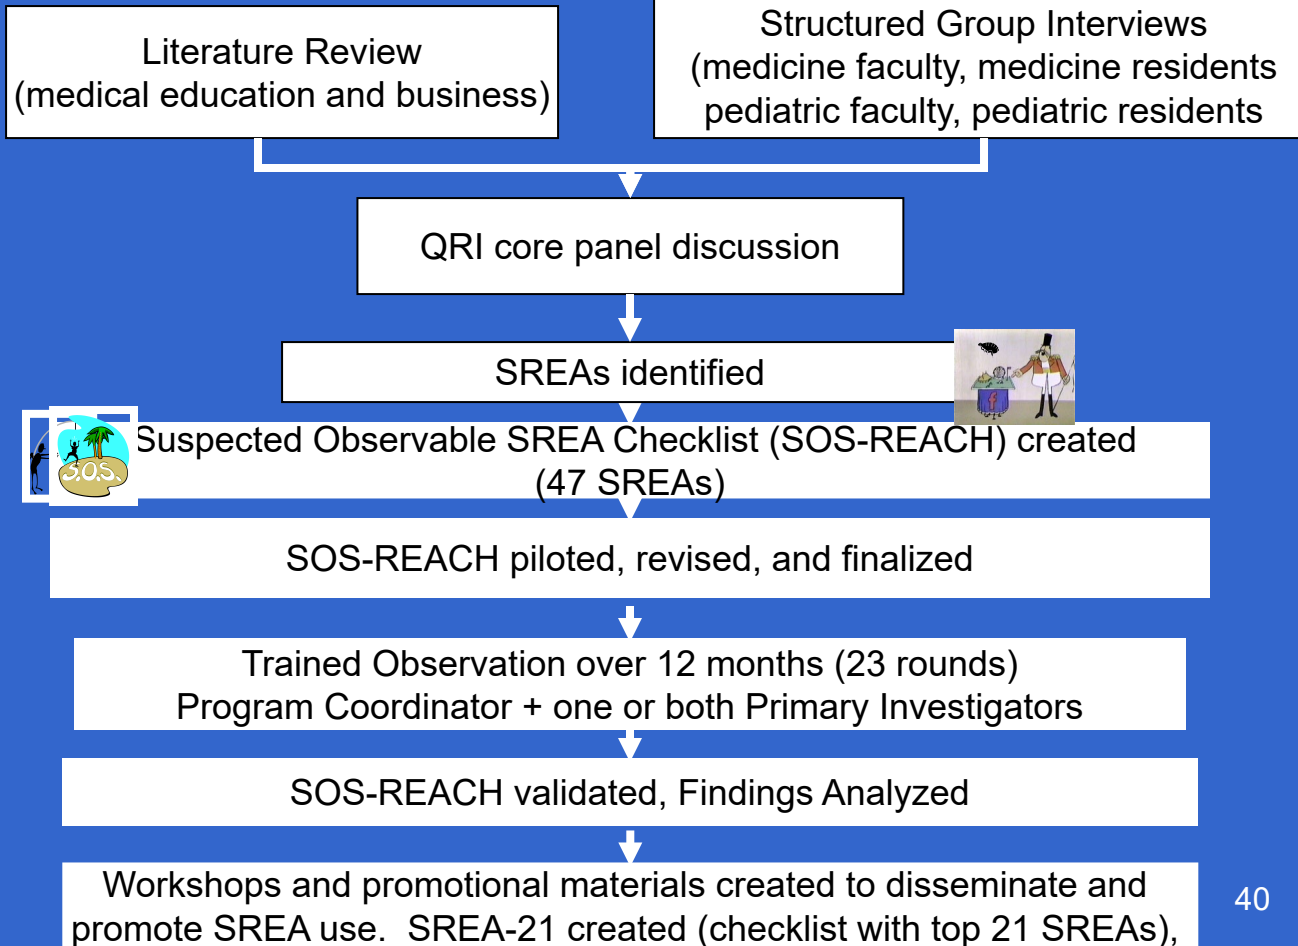 Literature Review
(medical education and business)
Structured Group Interviews
(medicine faculty, medicine residents
pediatric faculty, pediatric residents
QRI core panel discussion
SREAs identified
S.O.S.
Suspected Observable SREA Checklist (SOS-REACH) created
(47 SREAs)
SOS-REACH piloted, revised, and finalized
Trained Observation over 12 months (23 rounds)
Program Coordinator + one or both Primary Investigators
SOS-REACH validated, Findings Analyzed
Workshops and promotional materials created to disseminate and
promote SREA use.  SREA-21 created (checklist with top 21 SREAs),
40